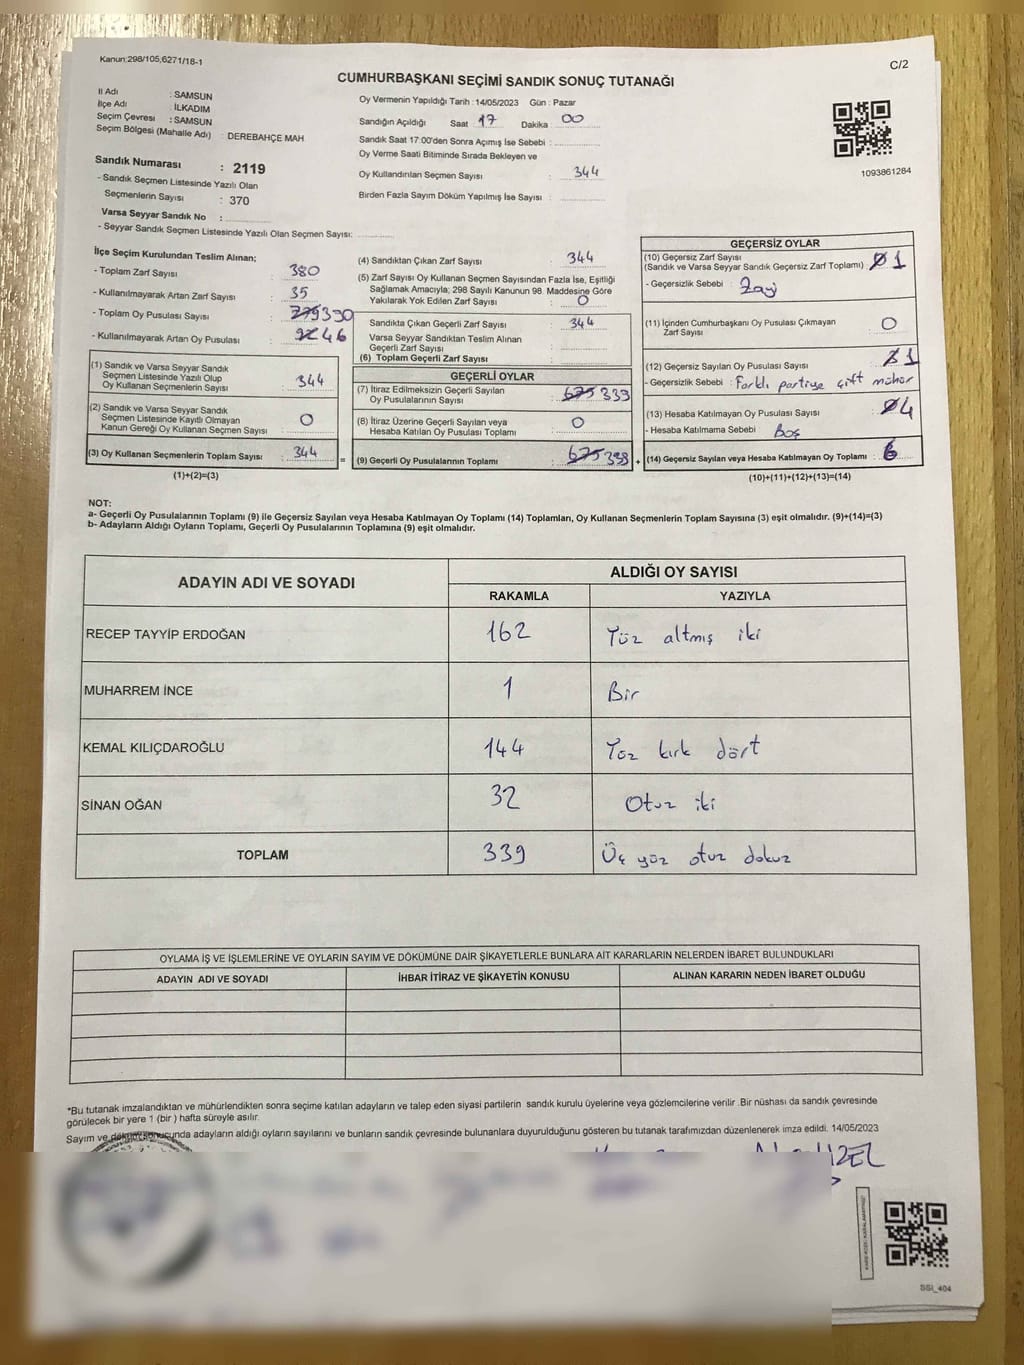 Kanun:298/105,6271/18-1
C/2
CUMHURBAŞKANI SEÇİMİ SANDIK SONUÇ TUTANAĞI
İl Adı : SAMSUN
İlçe Adı : İLKADIM
Seçim Çevresi : SAMSUN
Seçim Bölgesi (Mahalle Adı) : DEREBAHÇE MAH
Sandık Numarası : 2119
- Sandık Seçmen Listesinde Yazılı Olan
Seçmenlerin Sayısı : 370
Varsa Seyyar Sandık No :
- Seyyar Sandık Seçmen Listesinde Yazılı Olan Seçmen Sayısı:
Oy Vermenin Yapıldığı Tarih : 14/05/2023 Gün : Pazar
Sandığın Açıldığı Saat 17 Dakika 00
Sandık Saat 17:00'den Sonra Açımış İse Sebebi :
Oy Verme Saati Bitiminde Sırada Bekleyen ve
Oy Kullandırılan Seçmen Sayısı : 344
Birden Fazla Sayım Döküm Yapılmış İse Sayısı :
1093861284
İlçe Seçim Kurulundan Teslim Alınan;
- Toplam Zarf Sayısı : 380
- Kullanılmayarak Artan Zarf Sayısı : 35
- Toplam Oy Pusulası Sayısı :
- Kullanılmayarak Artan Oy Pusulası : 46
(1) Sandık ve Varsa Seyyar Sandık
Seçmen Listesinde Yazılı Olup
Oy Kullanan Seçmenlerin Sayısı : 344
(2) Sandık ve Varsa Seyyar Sandık
Seçmen Listesinde Kayıtlı Olmayan
Kanun Gereği Oy Kullanan Seçmen Sayısı : 0
(3) Oy Kullanan Seçmenlerin Toplam Sayısı : 344 =
(1)+(2)=(3)
(4) Sandıktan Çıkan Zarf Sayısı : 344
(5) Zarf Sayısı Oy Kullanan Seçmen Sayısından Fazla İse, Eşitliği
Sağlamak Amacıyla; 298 Sayılı Kanunun 98. Maddesine Göre
Yakılarak Yok Edilen Zarf Sayısı : 0
Sandıkta Çıkan Geçerli Zarf Sayısı : 344
Varsa Seyyar Sandıktan Teslim Alınan
Geçerli Zarf Sayısı :
(6) Toplam Geçerli Zarf Sayısı :
GEÇERLİ OYLAR
(7) İtiraz Edilmeksizin Geçerli Sayılan
Oy Pusulalarının Sayısı : 675 339
(8) İtiraz Üzerine Geçerli Sayılan veya
Hesaba Katılan Oy Pusulası Toplamı : 0
(9) Geçerli Oy Pusulalarının Toplamı : 675 339 +
GEÇERSİZ OYLAR
(10) Geçersiz Zarf Sayısı
(Sandık ve Varsa Seyyar Sandık Geçersiz Zarf Toplamı) : 0 1
- Geçersizlik Sebebi : Zayi
(11) İçinden Cumhurbaşkanı Oy Pusulası Çıkmayan
Zarf Sayısı : 0
(12) Geçersiz Sayılan Oy Pusulası Sayısı : 1
- Geçersizlik Sebebi : Farklı partiye çift mühür
(13) Hesaba Katılmayan Oy Pusulası Sayısı : 0 4
- Hesaba Katılmama Sebebi : Boş
(14) Geçersiz Sayılan veya Hesaba Katılmayan Oy Toplamı : 6
(10)+(11)+(12)+(13)=(14)
NOT:
a- Geçerli Oy Pusulalarının Toplamı (9) ile Geçersiz Sayılan veya Hesaba Katılmayan Oy Toplamı (14) Toplamları, Oy Kullanan Seçmenlerin Toplam Sayısına (3) eşit olmalıdır. (9)+(14)=(3)
b- Adayların Aldığı Oyların Toplamı, Geçerli Oy Pusulalarının Toplamına (9) eşit olmalıdır.
ADAYIN ADI VE SOYADI
ALDIĞI OY SAYISI
RAKAMLA YAZIYLA
RECEP TAYYİP ERDOĞAN 162 Yüz altmış iki
MUHARREM İNCE 1 Bir
KEMAL KILIÇDAROĞLU 144 Yüz kırk dört
SİNAN OĞAN 32 Otuz iki
TOPLAM 339 Üç yüz otuz dokuz
OYLAMA İŞ VE İŞLEMLERİNE VE OYLARIN SAYIM VE DÖKÜMÜNE DAİR ŞİKAYETLERLE BUNLARA AİT KARARLARIN NELERDEN İBARET BULUNDUKLARI
ADAYIN ADI VE SOYADI İHBAR İTİRAZ VE ŞİKAYETİN KONUSU ALINAN KARARIN NEDEN İBARET OLDUĞU
*Bu tutanak imzalandıktan ve mühürlendikten sonra seçime katılan adayların ve talep eden siyasi partilerin sandık kurulu üyelerine veya gözlemcilerine verilir .Bir nüshası da sandık çevresinde
görülecek bir yere 1 (bir ) hafta süreyle asılır.
Sayım ve döküm sonucunda adayların aldığı oyların sayılarını ve bunların sandık çevresinde bulunanlara duyurulduğunu gösteren bu tutanak tarafımızdan düzenlenerek imza edildi. 14/05/2023
SSI_404